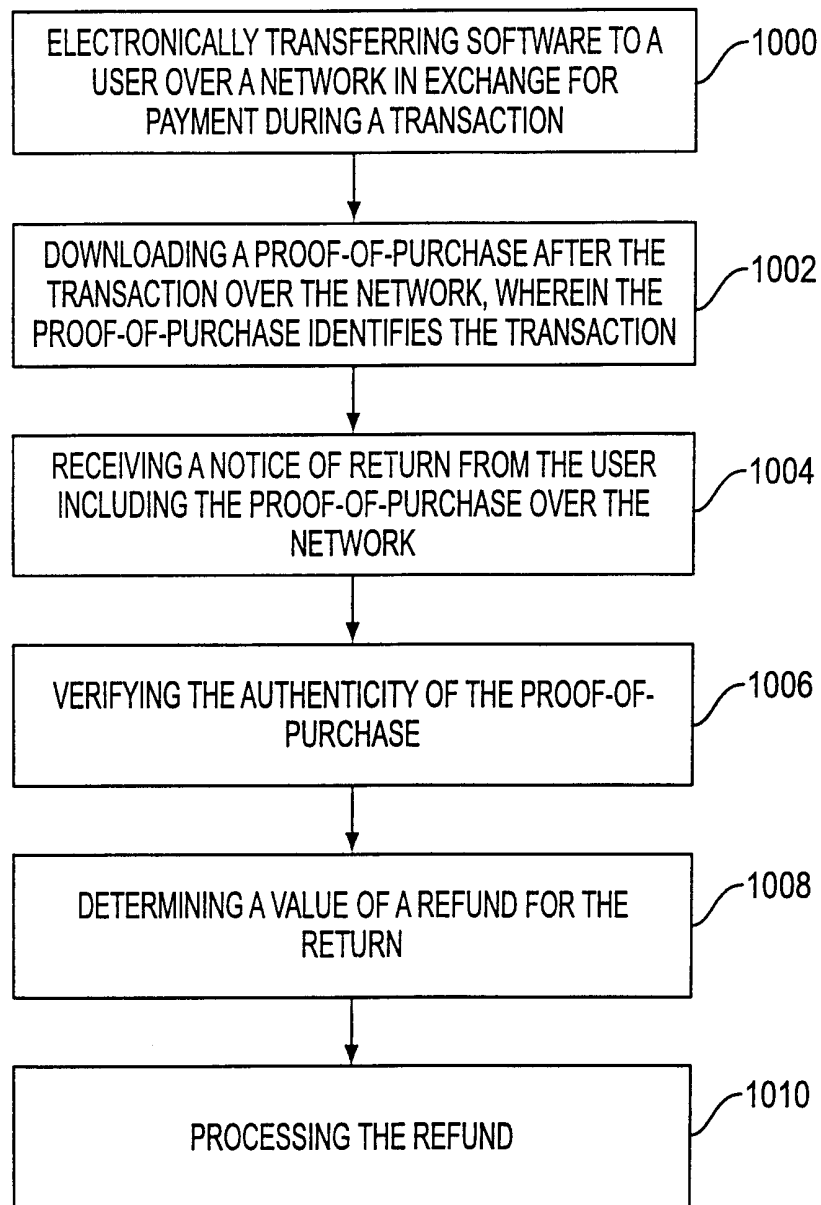 ELECTRONICALLY TRANSFERRING SOFTWARE TO A
USER OVER A NETWORK IN EXCHANGE FOR
PAYMENT DURING A TRANSACTION
1000
DOWNLOADING A PROOF-OF-PURCHASE AFTER THE
TRANSACTION OVER THE NETWORK, WHEREIN THE
PROOF-OF-PURCHASE IDENTIFIES THE TRANSACTION
1002
RECEIVING A NOTICE OF RETURN FROM THE USER
INCLUDING THE PROOF-OF-PURCHASE OVER THE
NETWORK
1004
VERIFYING THE AUTHENTICITY OF THE PROOF-OF-
PURCHASE
1006
DETERMINING A VALUE OF A REFUND FOR THE
RETURN
1008
PROCESSING THE REFUND
1010